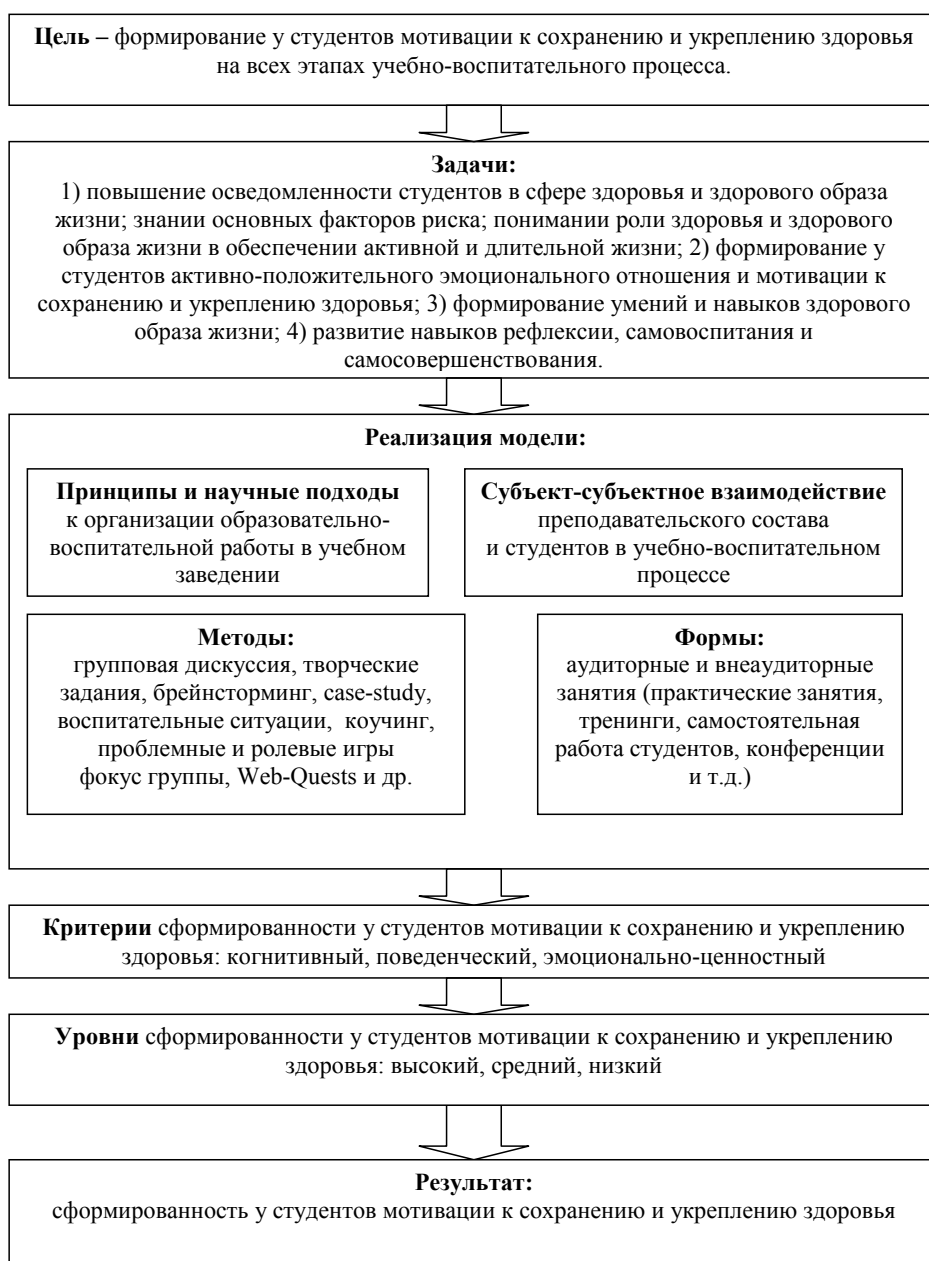 Цель – формирование у студентов мотивации к сохранению и укреплению здоровья
на всех этапах учебно-воспитательного процесса.
Задачи:
1) повышение осведомленности студентов в сфере здоровья и здорового образа
жизни; знании основных факторов риска; понимании роли здоровья и здорового
образа жизни в обеспечении активной и длительной жизни; 2) формирование у
студентов активно-положительного эмоционального отношения и мотивации к
сохранению и укреплению здоровья; 3) формирование умений и навыков здорового
образа жизни; 4) развитие навыков рефлексии, самовоспитания и
самосовершенствования.
Реализация модели:
Принципы и научные подходы
к организации образовательно-
воспитательной работы в учебном
заведении
Субъект-субъектное взаимодействие
преподавательского состава
и студентов в учебно-воспитательном
процессе
Методы:
групповая дискуссия, творческие
задания, брейнсторминг, case-study,
воспитательные ситуации, коучинг,
проблемные и ролевые игры
фокус группы, Web-Quests и др.
Формы:
аудиторные и внеаудиторные
занятия (практические занятия,
тренинги, самостоятельная
работа студентов, конференции
и т.д.)
Критерии сформированности у студентов мотивации к сохранению и укреплению
здоровья: когнитивный, поведенческий, эмоционально-ценностный
Уровни сформированности у студентов мотивации к сохранению и укреплению
здоровья: высокий, средний, низкий
Результат:
сформированность у студентов мотивации к сохранению и укреплению здоровья